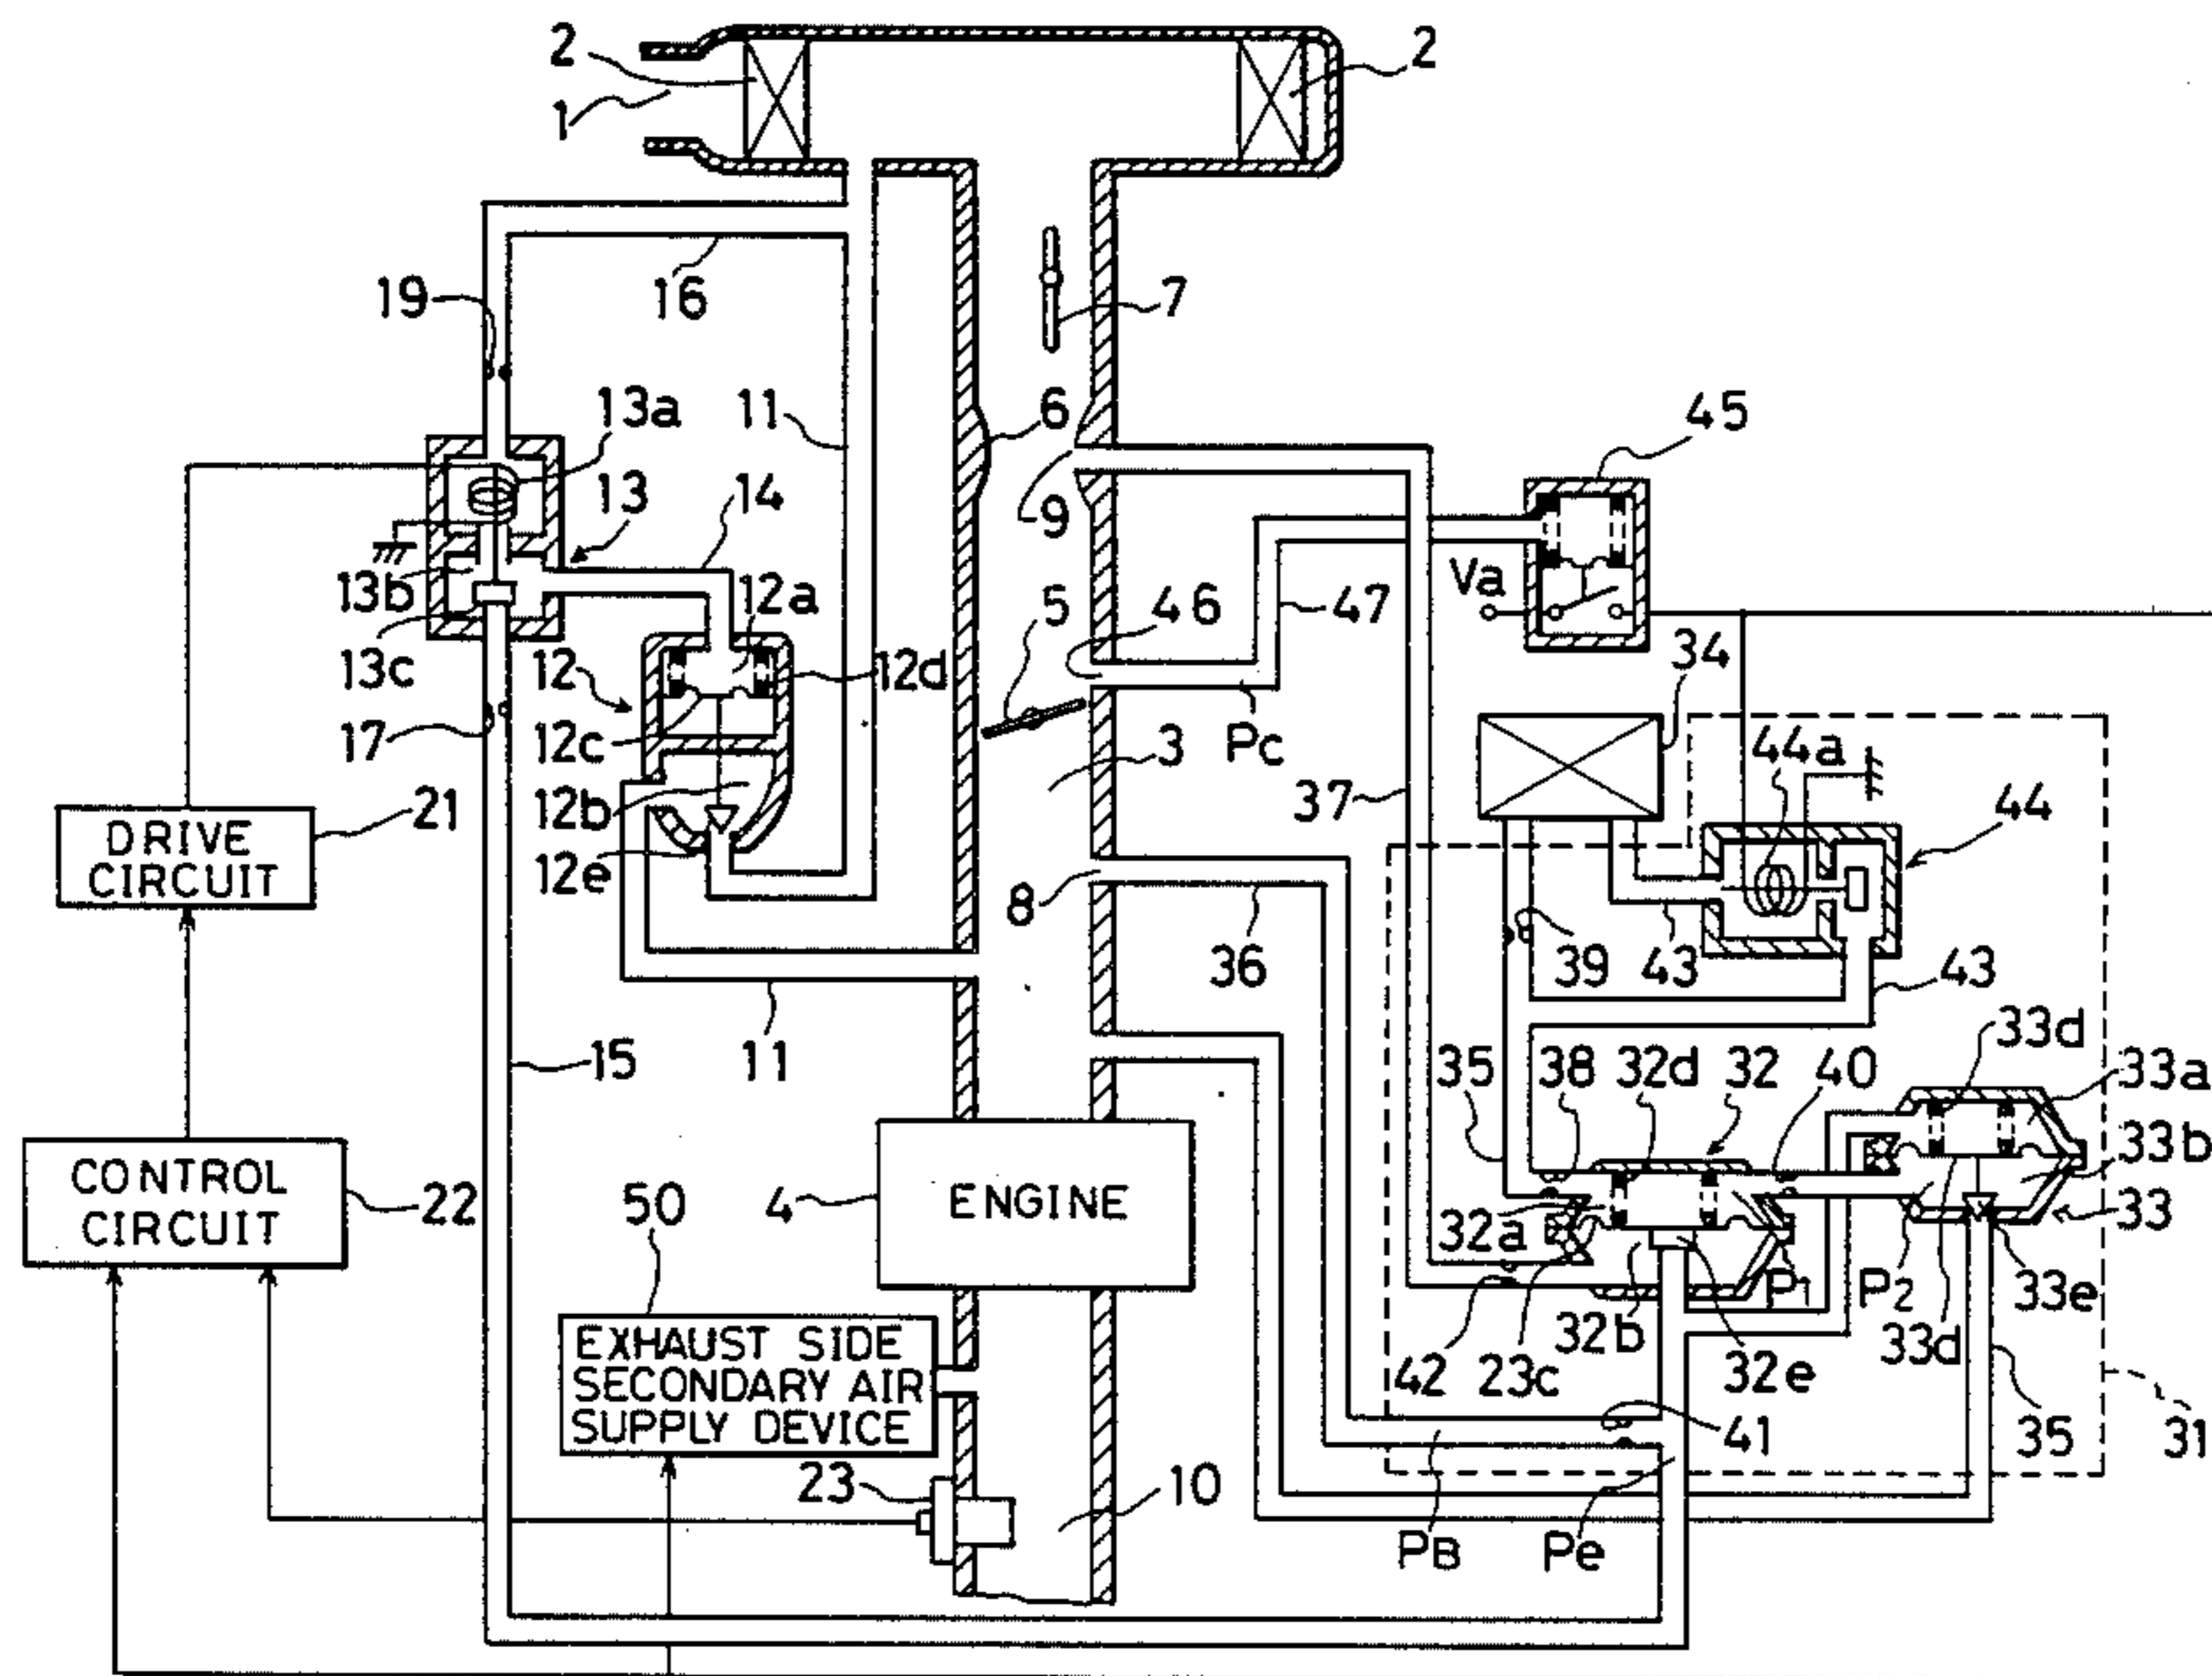 2
2
1
19
16
7
13a
11
6
45
13
14
9
13b
12a
5
46
47
Va
13c
12
12d
34
17
12c
3
Pc
44a
12b
37
44
21
DRIVE
CIRCUIT
12e
8
36
39
43
43
11
33d
15
35
38
32d
32
40
33a
33b
CONTROL
CIRCUIT
22
50
4
ENGINE
32a
33
P1
P2
33e
EXHAUST SIDE
SECONDARY AIR
SUPPLY DEVICE
42
23c
32b
32e
33d
41
35
31
23
10
PB
Pe